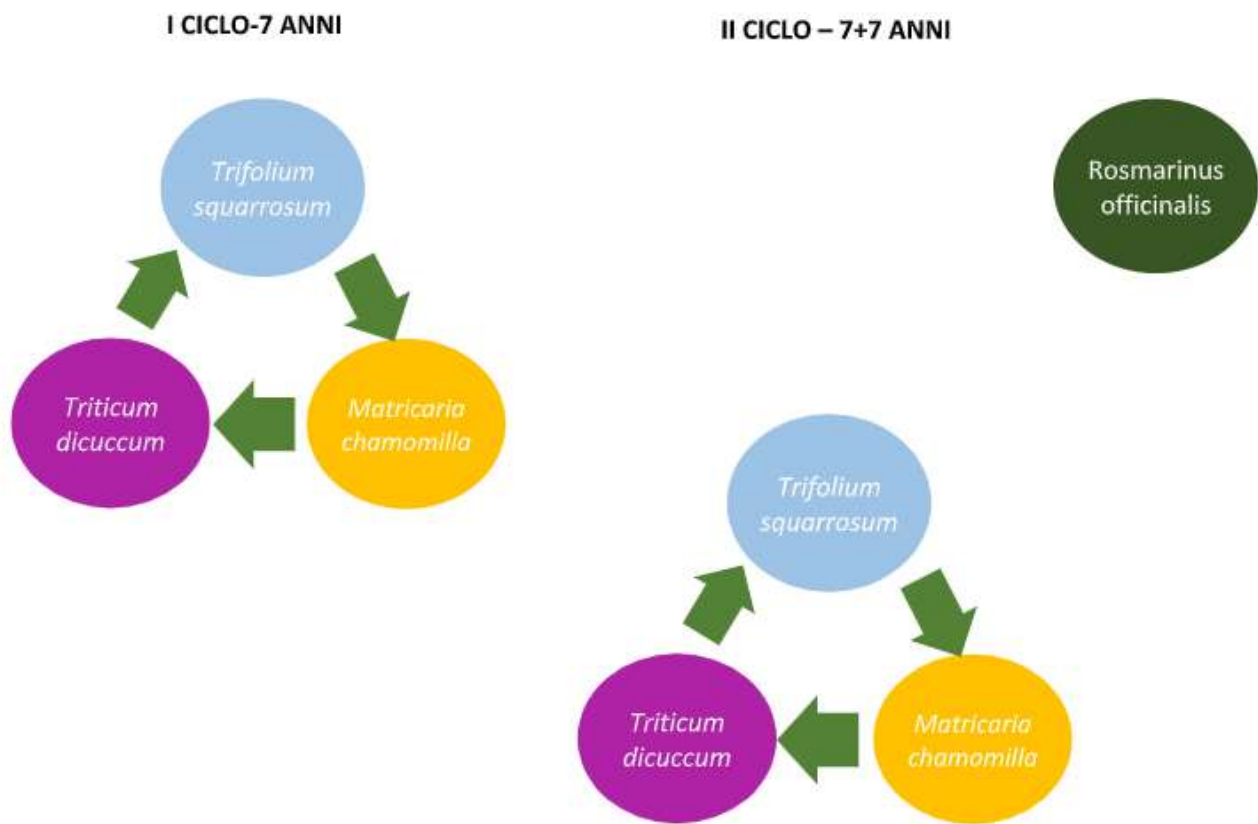 I CICLO-7 ANNI
Trifolium
squarrosum
Triticum
dicuccum
Matricaria
chamomilla
II CICLO – 7+7 ANNI
Rosmarinus
officinalis
Trifolium
squarrosum
Triticum
dicuccum
Matricaria
chamomilla